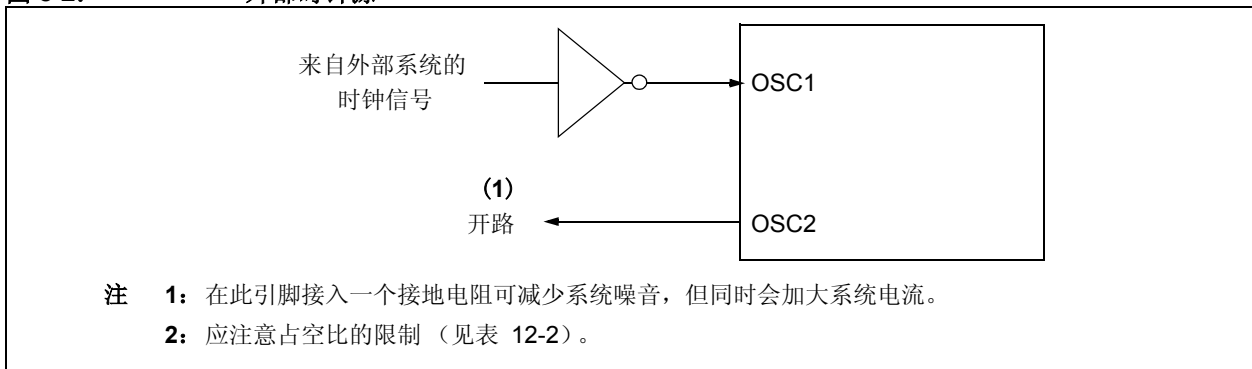 来自外部系统的
时钟信号
OSC1
(1)
开路
OSC2
注 1: 在此引脚接入一个接地电阻可减少系统噪音，但同时会加大系统电流。
2: 应注意占空比的限制 （见表 12-2）。